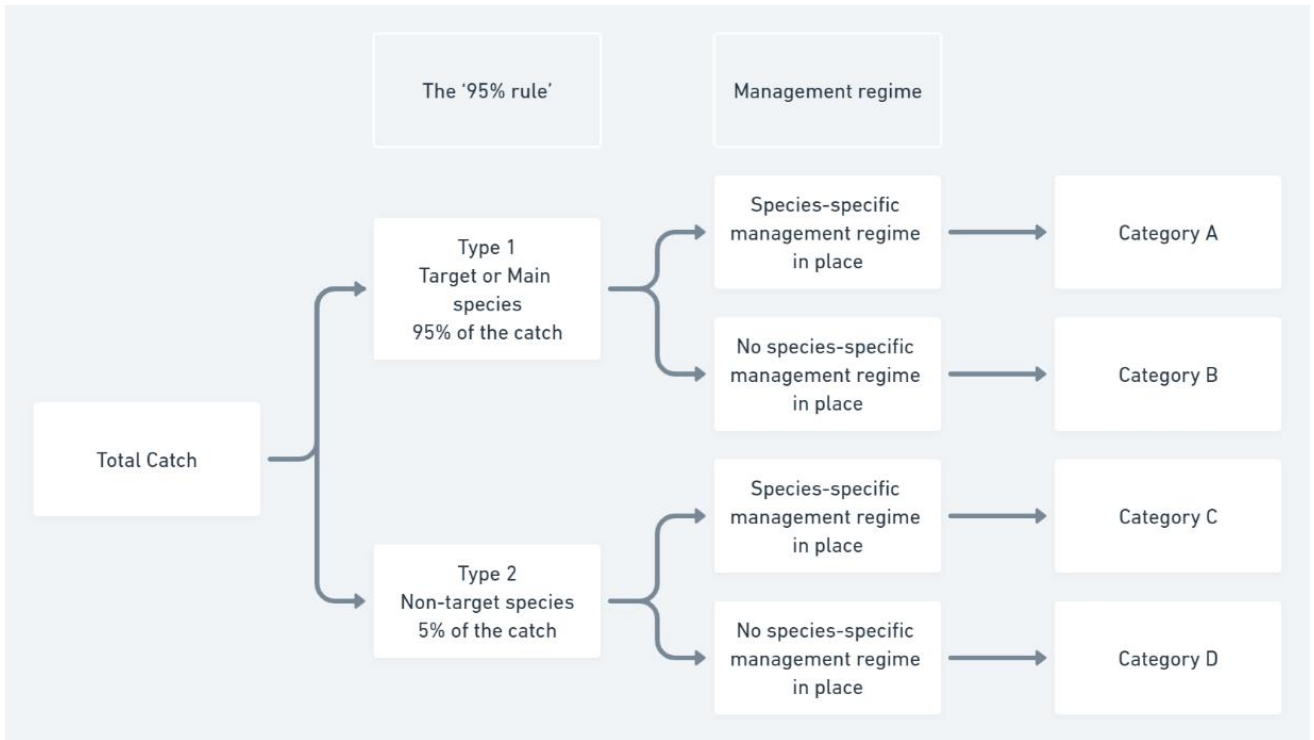 The ‘95% rule’
Management regime
Total Catch
Type 1
Target or Main
species
95% of the catch
Type 2
Non-target species
5% of the catch
Species-specific
management regime
in place
Category A
No species-specific
management regime
in place
Category B
Species-specific
management regime
in place
Category C
No species-specific
management regime
in place
Category D